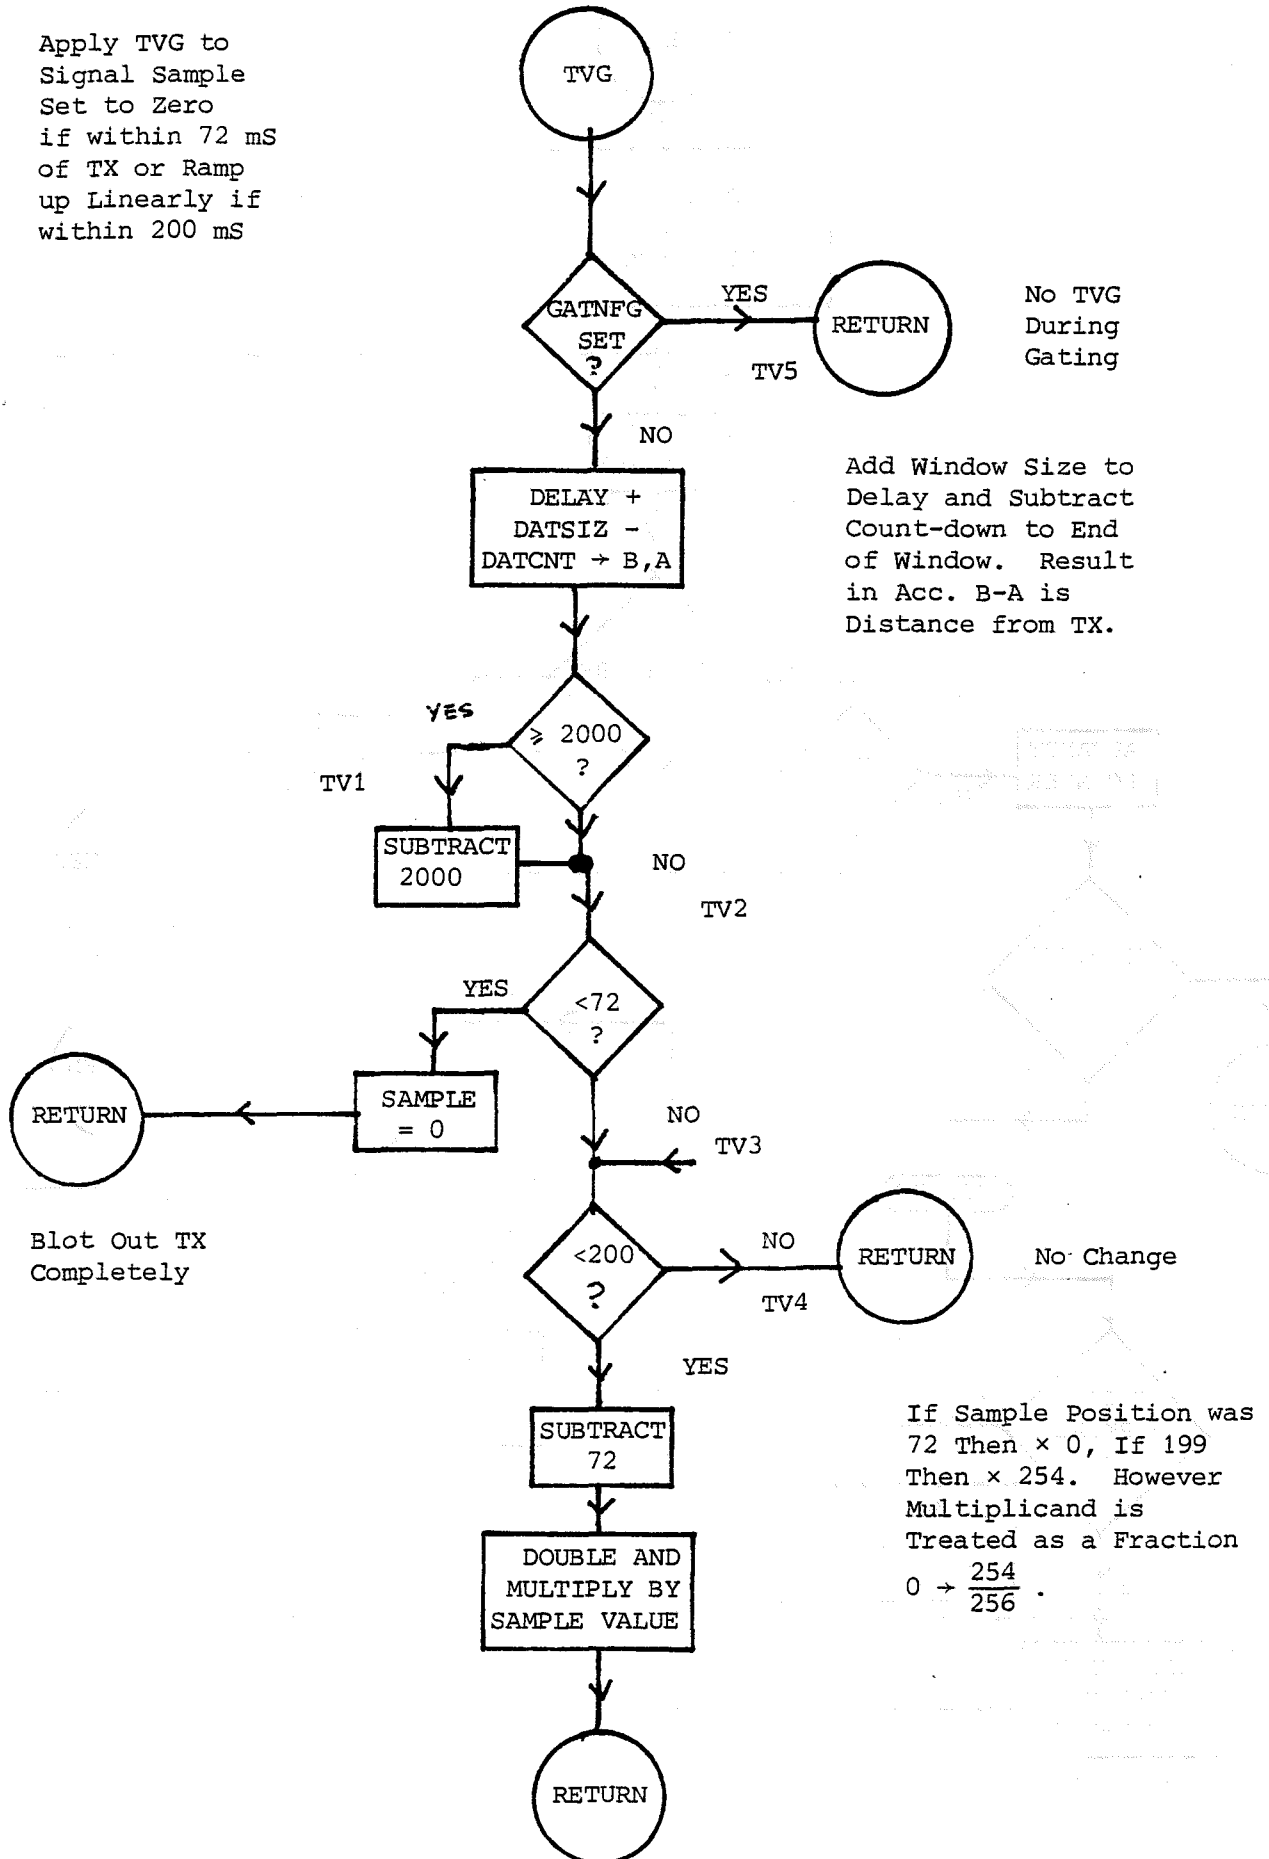 Apply TVG to
Signal Sample
Set to Zero
if within 72 mS
of TX or Ramp
up Linearly if
within 200 mS
TVG
GATNFG
SET
?
YES
TV5
RETURN
No TVG
During
Gating
NO
DELAY +
DATSIZ -
DATCNT → B,A
Add Window Size to
Delay and Subtract
Count-down to End
of Window. Result
in Acc. B-A is
Distance from TX.
YES
⩾ 2000
?
TV1
SUBTRACT
2000
NO
TV2
YES
<72
?
SAMPLE
= 0
RETURN
Blot Out TX
Completely
NO
TV3
<200
?
NO
TV4
RETURN
No Change
YES
SUBTRACT
72
If Sample Position was
72 Then × 0, If 199
Then × 254. However
Multiplicand is
Treated as a Fraction
0 → 254/256 .
DOUBLE AND
MULTIPLY BY
SAMPLE VALUE
RETURN